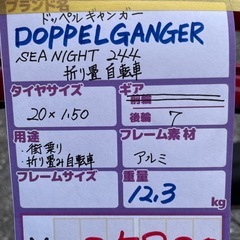 ブランド名
ドッペルギャンガー
DOPPELGANGER
SEA NIGHT 244
折り畳自転車
タイヤサイズ
ギア
20×1.50
前輪
後輪 7
用途
フレーム素材
・街乗り
・折り畳み自転車
アルミ
フレームサイズ
重量
12.3
kg